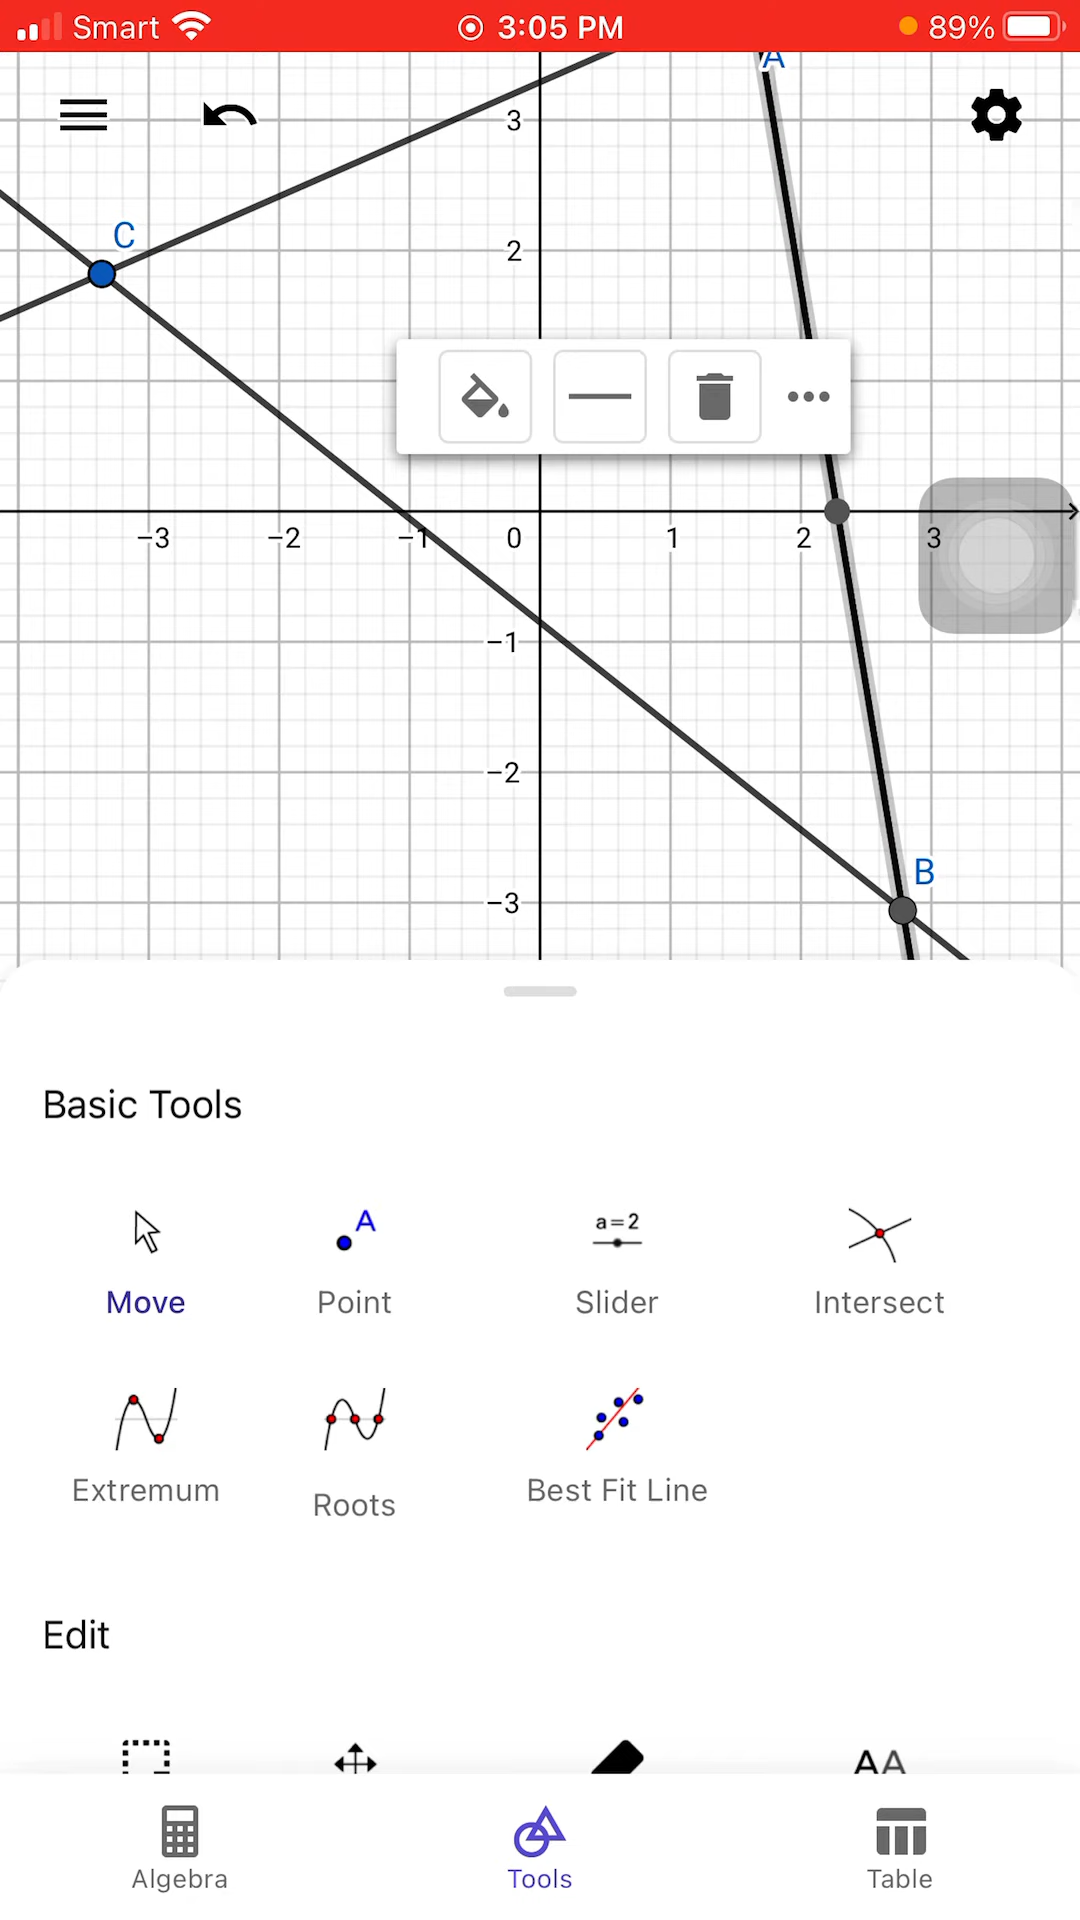 Smart 3:05 PM 89%
A
3
C
2
−3 −2 −1 0 1 2 3
−1
−2
B
−3
Basic Tools
A a=2
Move Point Slider Intersect
Extremum Roots Best Fit Line
Edit
AA
Algebra Tools Table